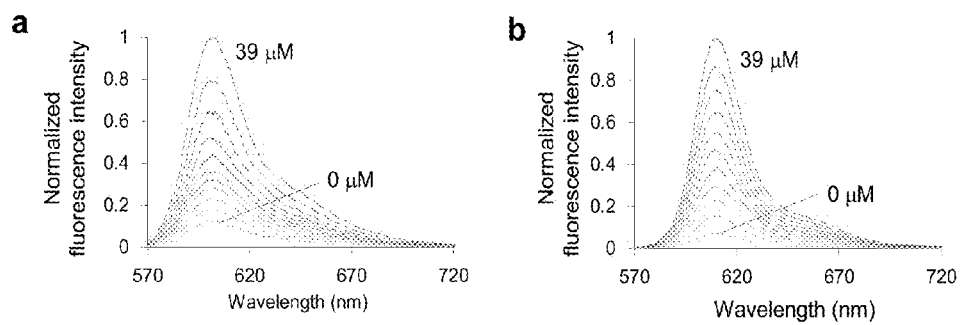 a
Normalized
fluorescence intensity
1
0.8
0.6
0.4
0.2
0
39 μM
0 μM
570 620 670 720
Wavelength (nm)
b
Normalized
fluorescence intensity
1
0.8
0.6
0.4
0.2
0
39 μM
0 μM
570 620 670 720
Wavelength (nm)